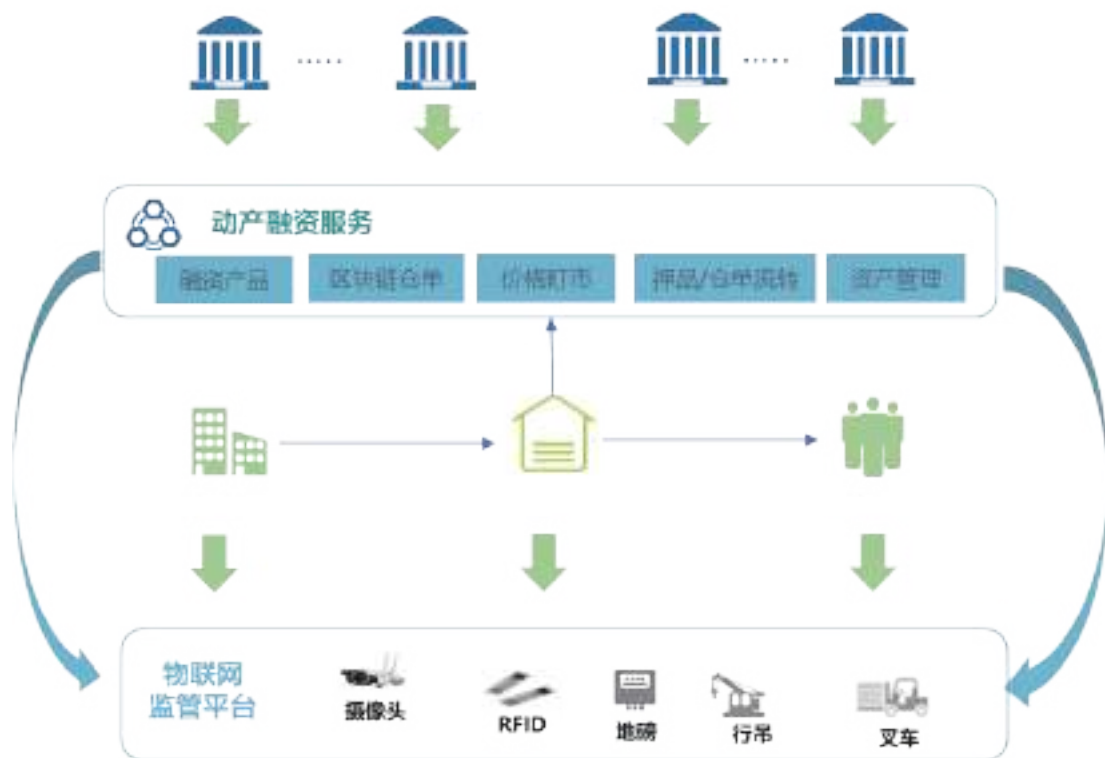 动产融资服务
融资产品
区块链仓单
价格盯市
押品/仓单流转
资产管理
物联网
监管平台
摄像头
RFID
地磅
行吊
叉车